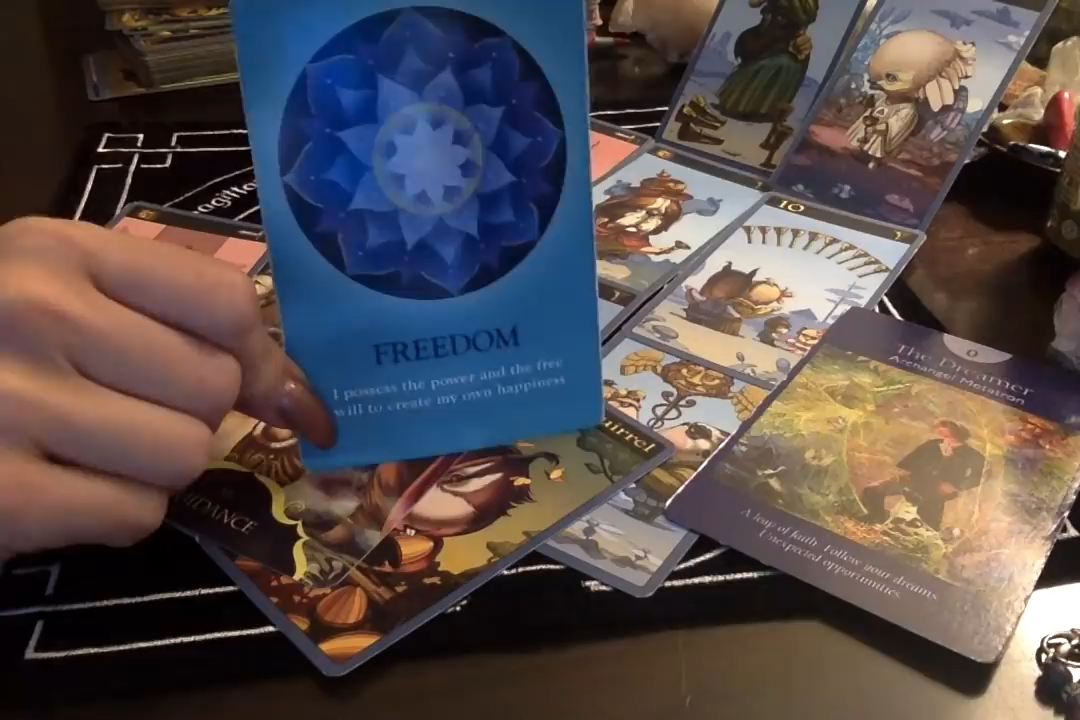 FREEDOM
I possess the power and the free
will to create my own happiness
10
0
The Dreamer
Archangel Metatron
A leap of faith. Follow your dreams.
Unexpected opportunities.